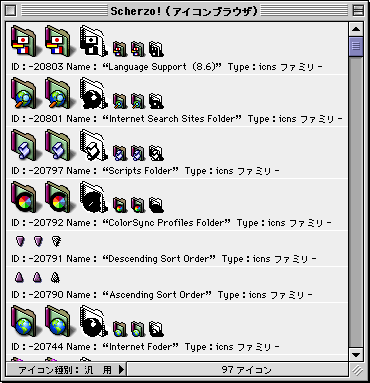 Scherzo! (アイコンブラウザ)
ID: -20803 Name: “Language Support (8.6)” Type: icns ファミリー
ID: -20801 Name: “Internet Search Sites Folder” Type: icns ファミリー
ID: -20797 Name: “Scripts Folder” Type: icns ファミリー
ID: -20792 Name: “ColorSync Profiles Folder” Type: icns ファミリー
ID: -20791 Name: “Descending Sort Order” Type: icns ファミリー
ID: -20790 Name: “Ascending Sort Order” Type: icns ファミリー
ID: -20744 Name: “Internet Foder” Type: icns ファミリー
アイコン種別: 汎 用 97 アイコン